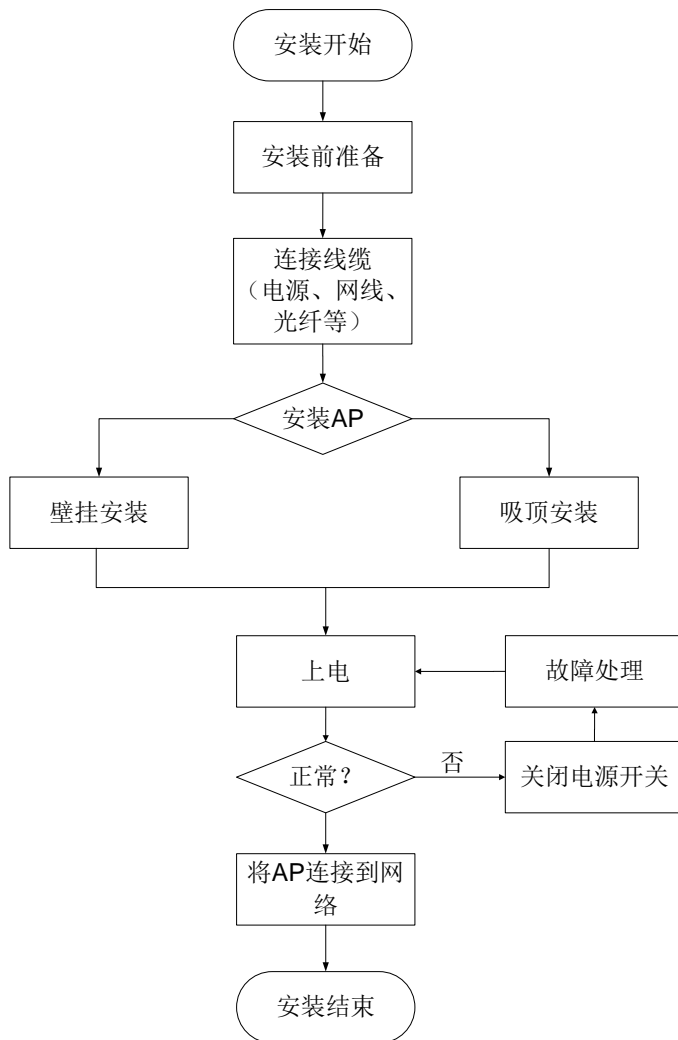 安装开始
安装前准备
连接线缆
（电源、网线、
光纤等）
安装AP
壁挂安装
吸顶安装
上电
故障处理
正常？
否
关闭电源开关
将AP连接到网
络
安装结束